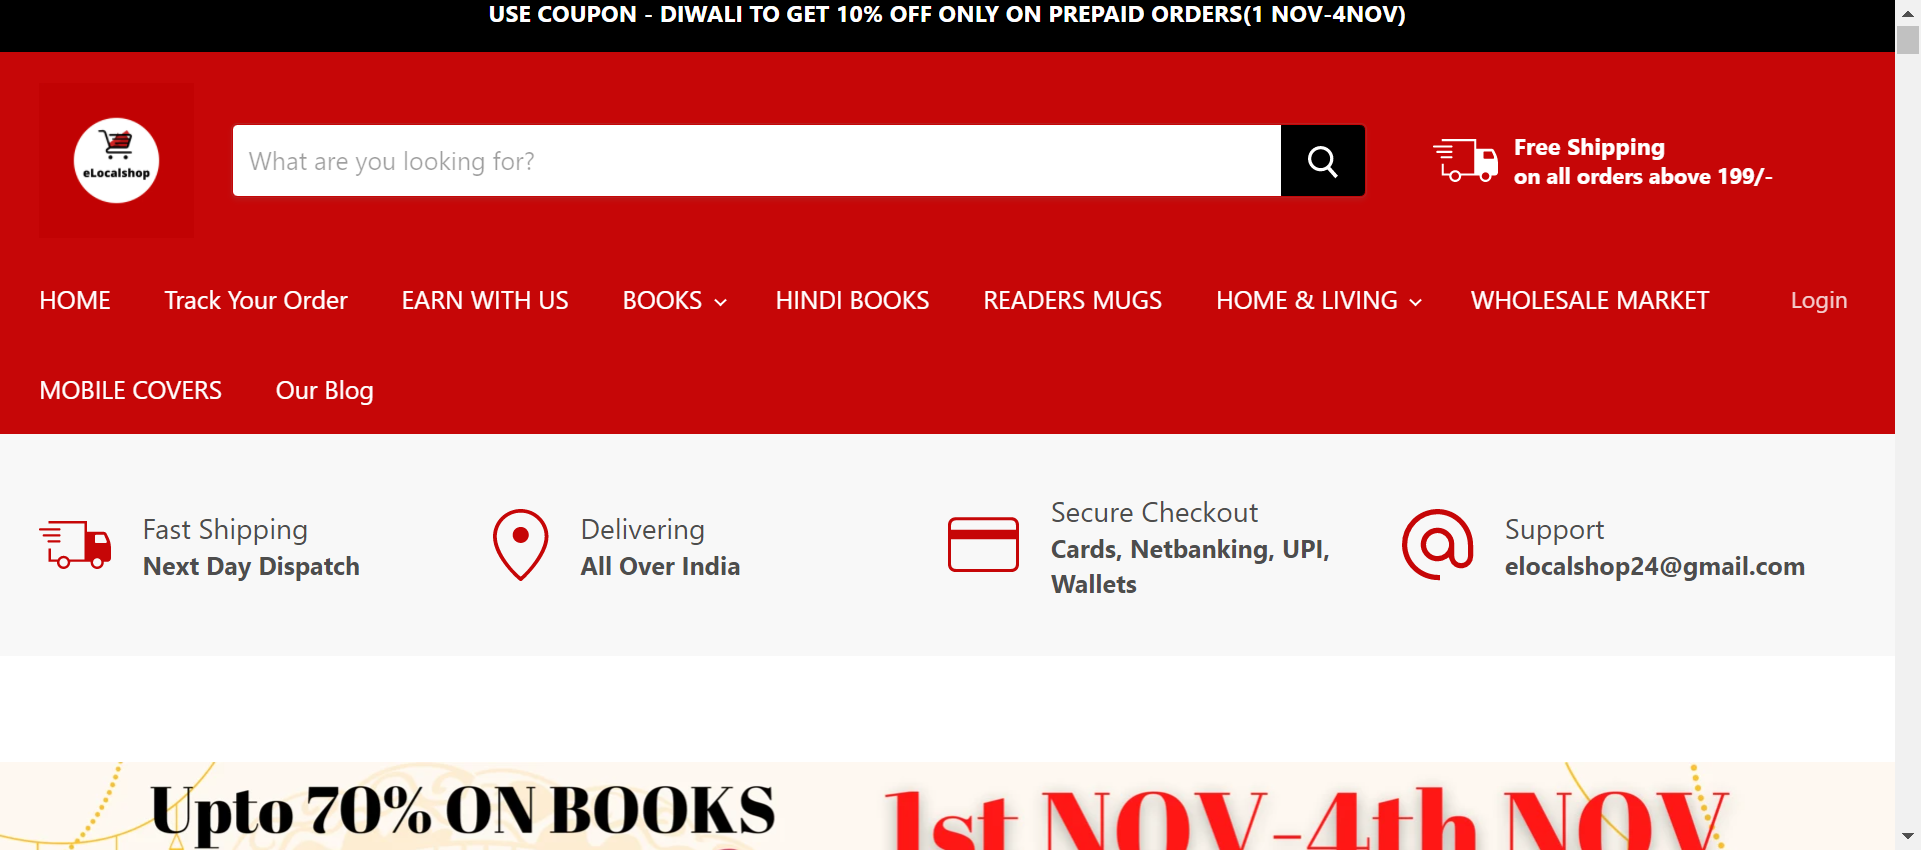 USE COUPON - DIWALI TO GET 10% OFF ONLY ON PREPAID ORDERS(1 NOV-4NOV)
eLocalshop
What are you looking for?
Free Shipping
on all orders above 199/-
HOME Track Your Order EARN WITH US BOOKS HINDI BOOKS READERS MUGS HOME & LIVING WHOLESALE MARKET Login
MOBILE COVERS Our Blog
Fast Shipping
Next Day Dispatch
Delivering
All Over India
Secure Checkout
Cards, Netbanking, UPI,
Wallets
Support
elocalshop24@gmail.com
Upto 70% ON BOOKS
1st NOV-4th NOV